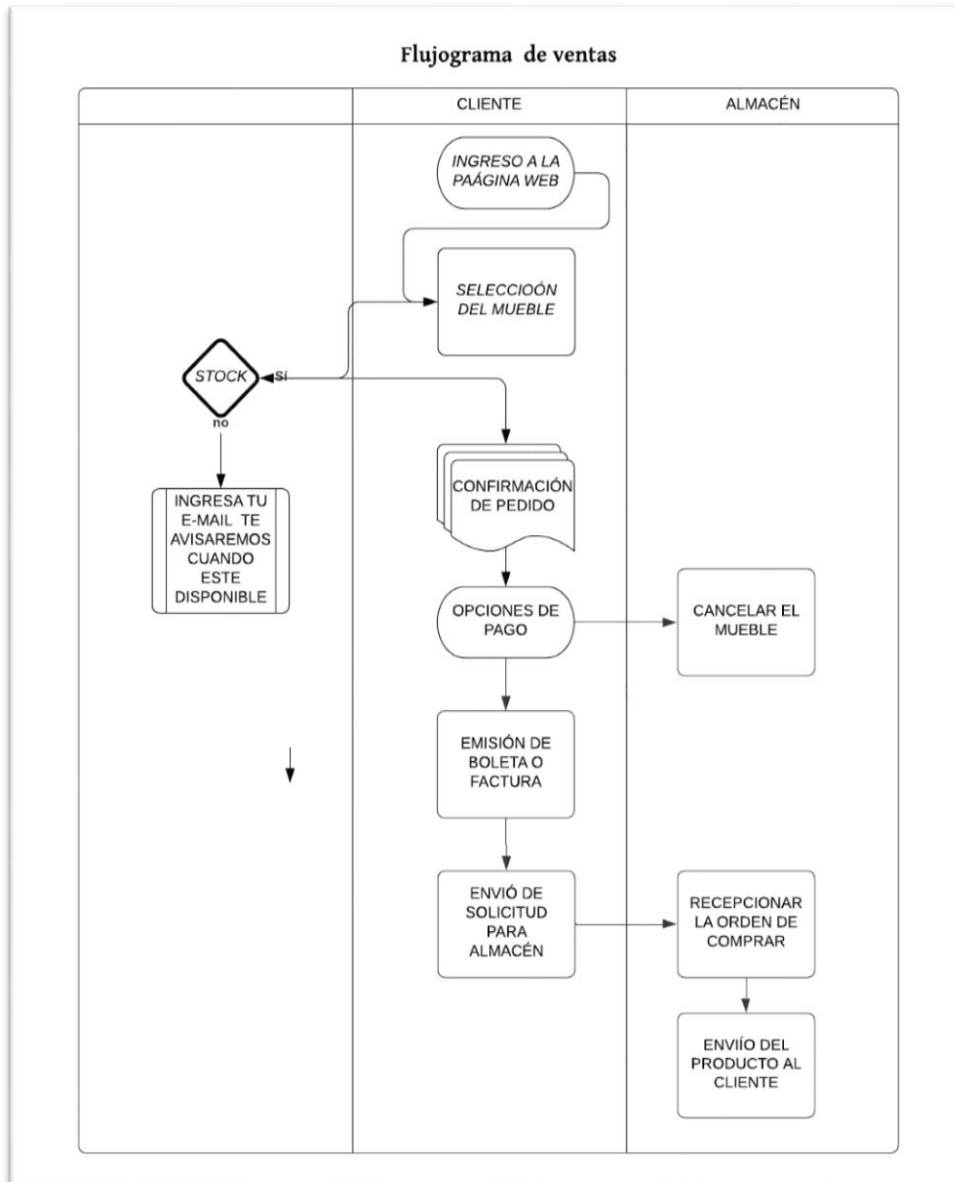 Flujograma de ventas
CLIENTE
ALMACÉN
INGRESO A LA
PAÁGINA WEB
SELECCIOÓN
DEL MUEBLE
STOCK
Sí
no
CONFIRMACIÓN
DE PEDIDO
INGRESA TU
E-MAIL TE
AVISAREMOS
CUANDO
ESTE
DISPONIBLE
OPCIONES DE
PAGO
CANCELAR EL
MUEBLE
EMISIÓN DE
BOLETA O
FACTURA
ENVIÓ DE
SOLICITUD
PARA
ALMACÉN
RECEPCIONAR
LA ORDEN DE
COMPRAR
ENVIÍO DEL
PRODUCTO AL
CLIENTE